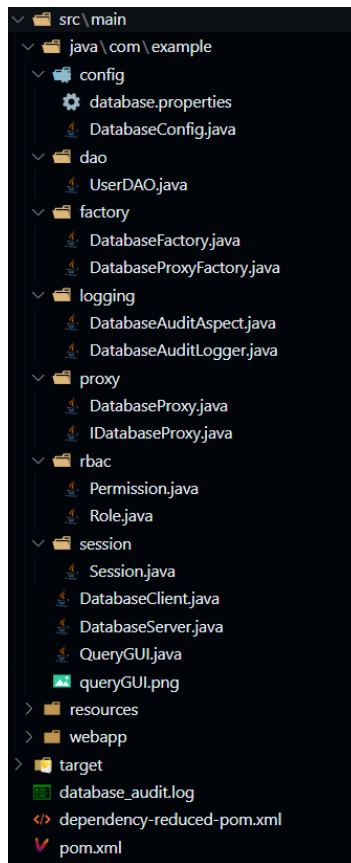 src\main
java\com\example
config
database.properties
DatabaseConfig.java
dao
UserDAO.java
factory
DatabaseFactory.java
DatabaseProxyFactory.java
logging
DatabaseAuditAspect.java
DatabaseAuditLogger.java
proxy
DatabaseProxy.java
IDatabaseProxy.java
rbac
Permission.java
Role.java
session
Session.java
DatabaseClient.java
DatabaseServer.java
QueryGUI.java
queryGUI.png
resources
webapp
target
database_audit.log
dependency-reduced-pom.xml
pom.xml